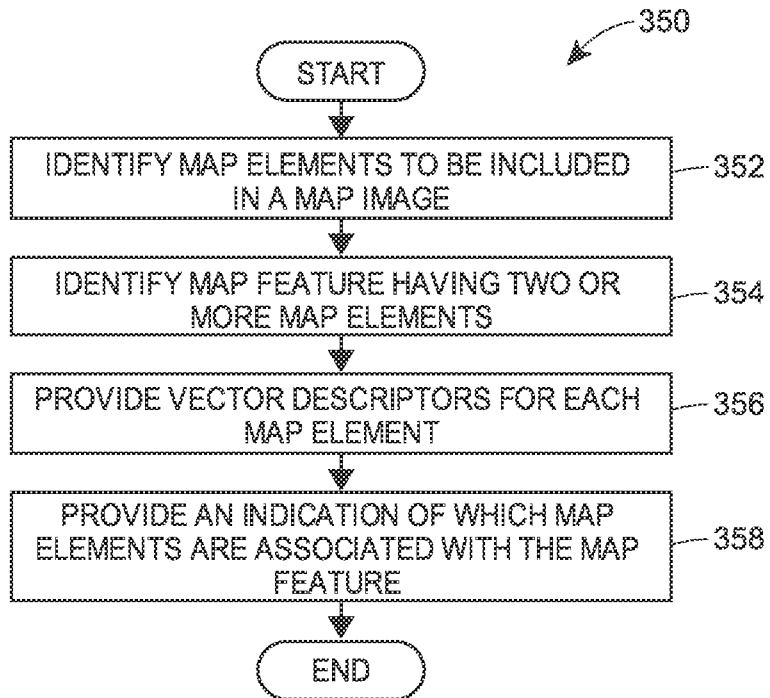 350
START
IDENTIFY MAP ELEMENTS TO BE INCLUDED
IN A MAP IMAGE
352
IDENTIFY MAP FEATURE HAVING TWO OR
MORE MAP ELEMENTS
354
PROVIDE VECTOR DESCRIPTORS FOR EACH
MAP ELEMENT
356
PROVIDE AN INDICATION OF WHICH MAP
ELEMENTS ARE ASSOCIATED WITH THE MAP
FEATURE
358
END